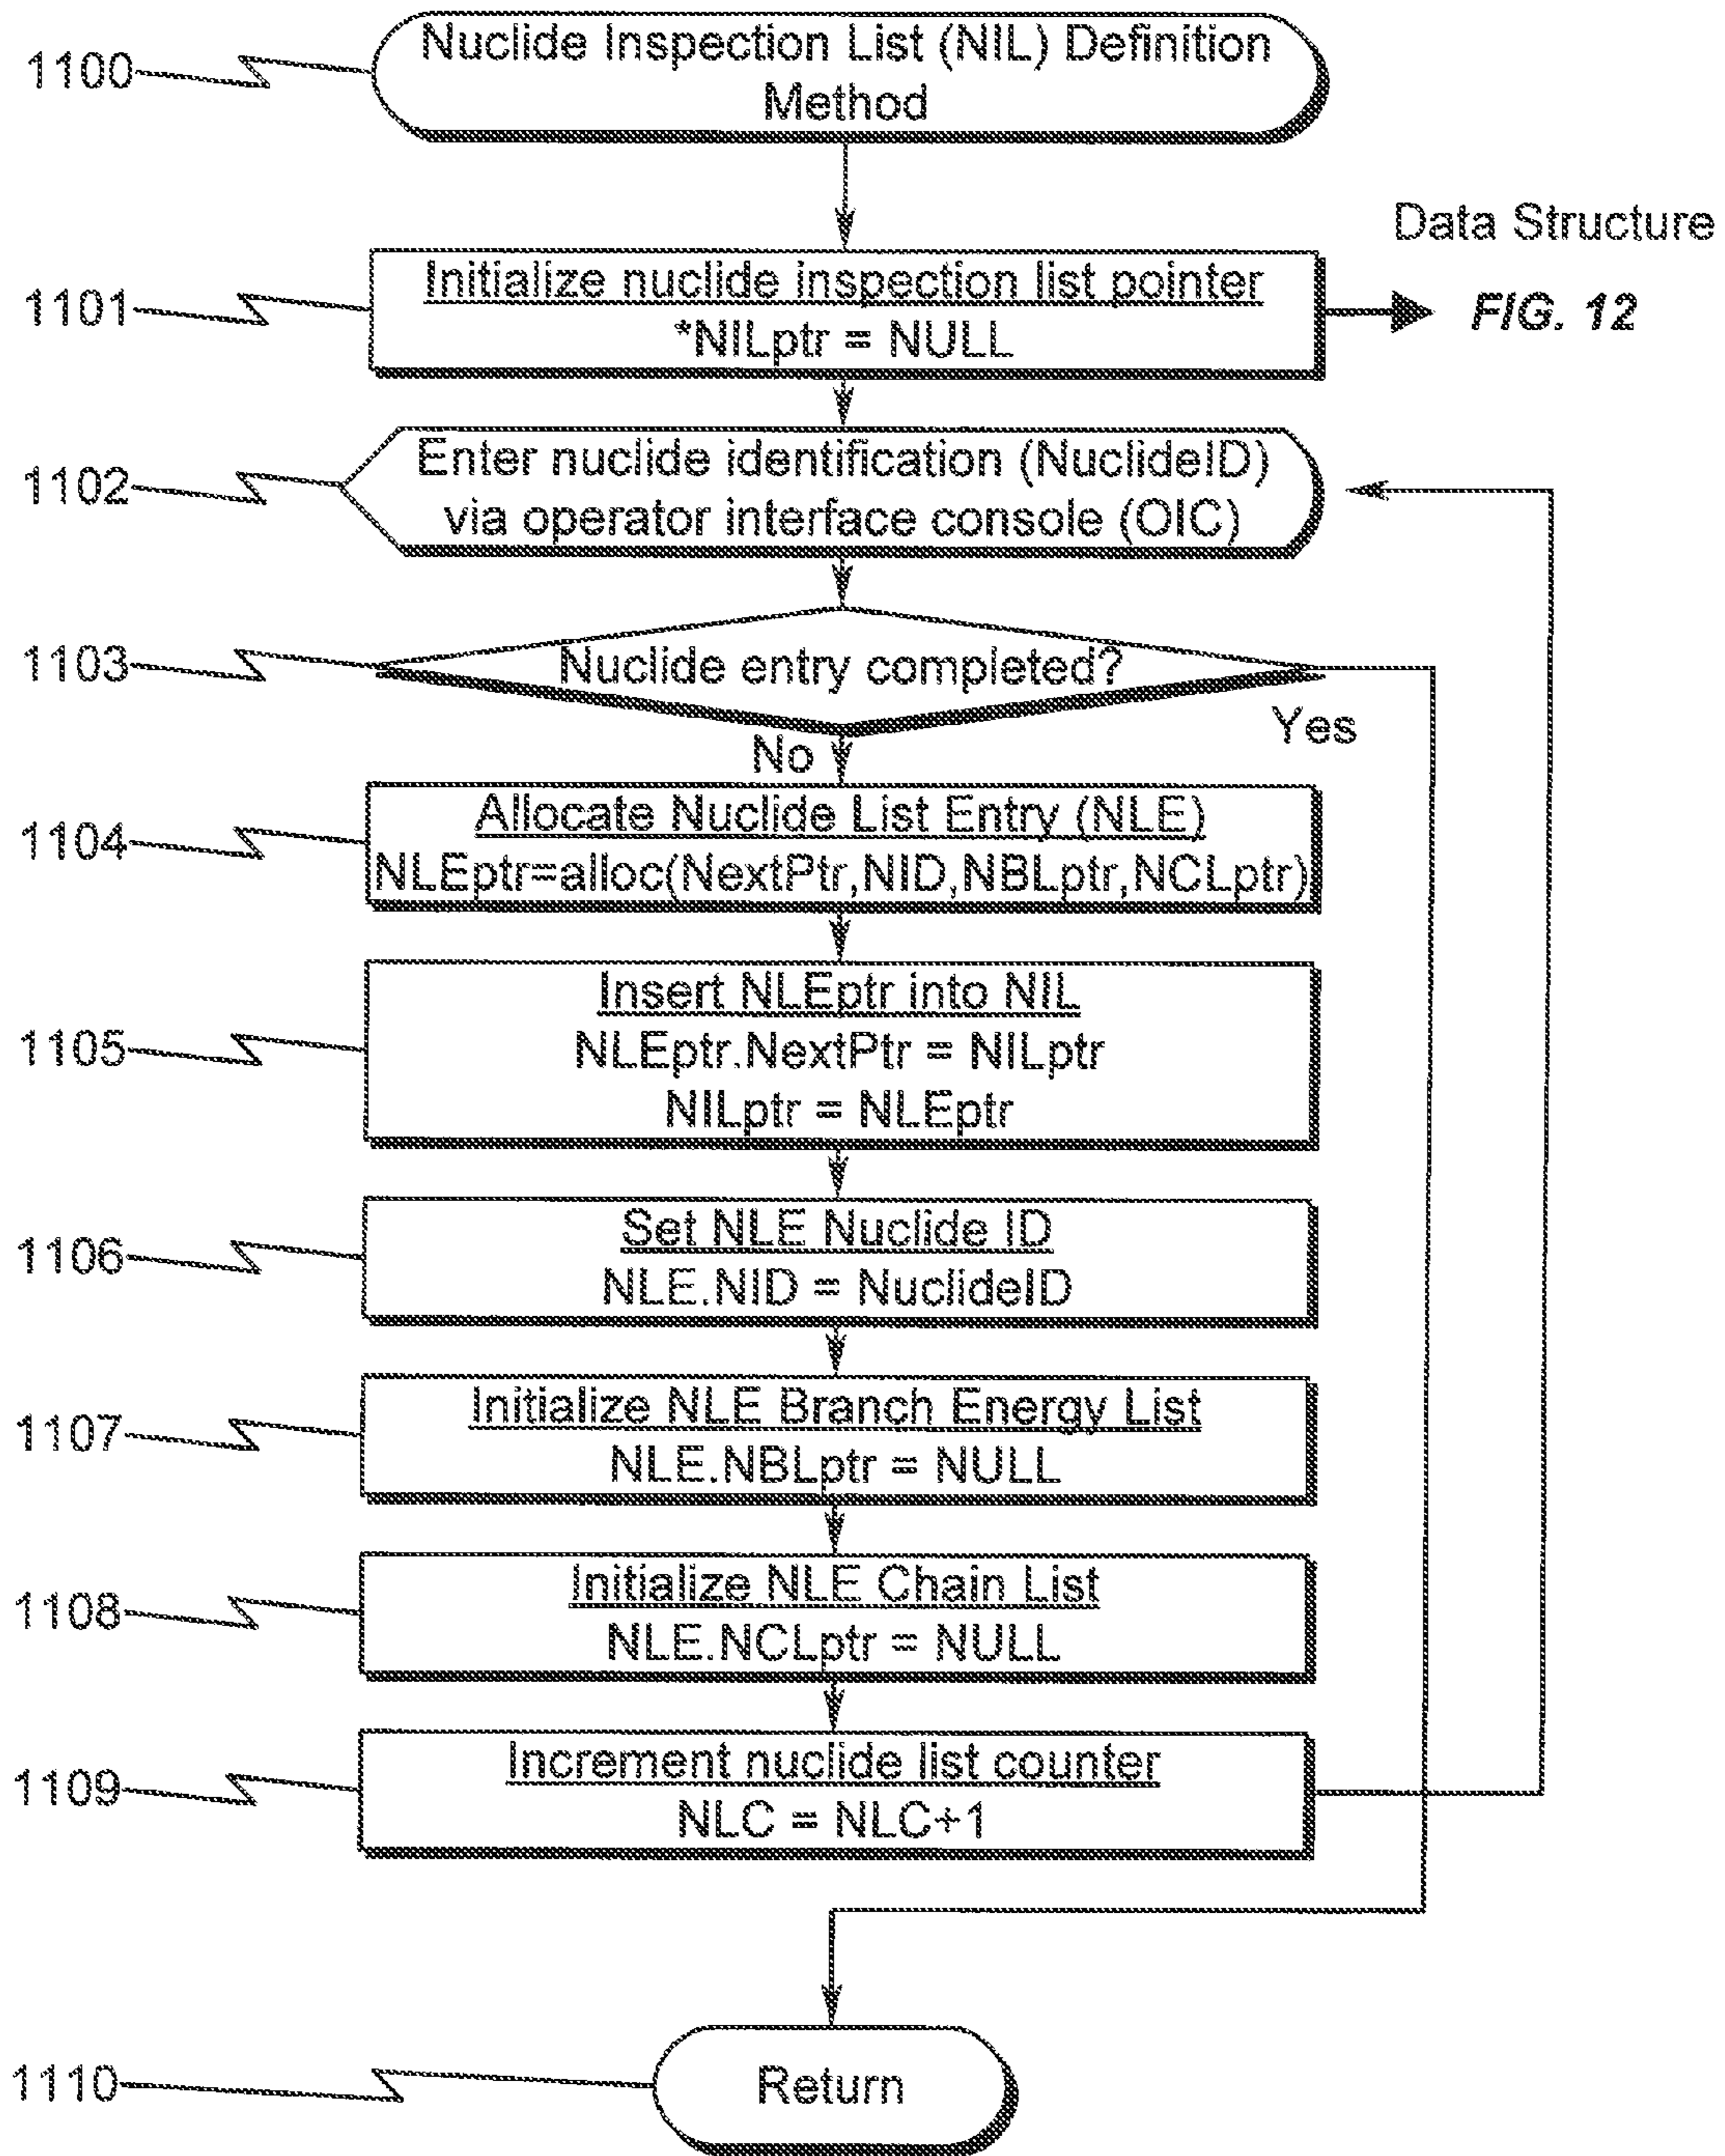 1100
Nuclide Inspection List (NIL) Definition
Method
Data Structure
1101
Initialize nuclide inspection list pointer
*NILptr = NULL
FIG. 12
1102
Enter nuclide identification (NuclideID)
via operator interface console (OIC)
1103
Nuclide entry completed?
Yes
No
1104
Allocate Nuclide List Entry (NLE)
NLEptr=alloc(NextPtr,NID,NBLptr,NCLptr)
1105
Insert NLEptr into NIL
NLEptr.NextPtr = NILptr
NILptr = NLEptr
1106
Set NLE Nuclide ID
NLE.NID = NuclideID
1107
Initialize NLE Branch Energy List
NLE.NBLptr = NULL
1108
Initialize NLE Chain List
NLE.NCLptr = NULL
1109
Increment nuclide list counter
NLC = NLC+1
1110
Return